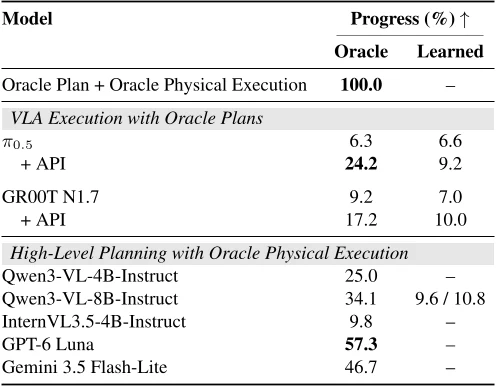 Model Progress (%) ↑
Oracle Learned
Oracle Plan + Oracle Physical Execution 100.0 –
VLA Execution with Oracle Plans
π0.5 6.3 6.6
+ API 24.2 9.2
GR00T N1.7 9.2 7.0
+ API 17.2 10.0
High-Level Planning with Oracle Physical Execution
Qwen3-VL-4B-Instruct 25.0 –
Qwen3-VL-8B-Instruct 34.1 9.6 / 10.8
InternVL3.5-4B-Instruct 9.8 –
GPT-6 Luna 57.3 –
Gemini 3.5 Flash-Lite 46.7 –